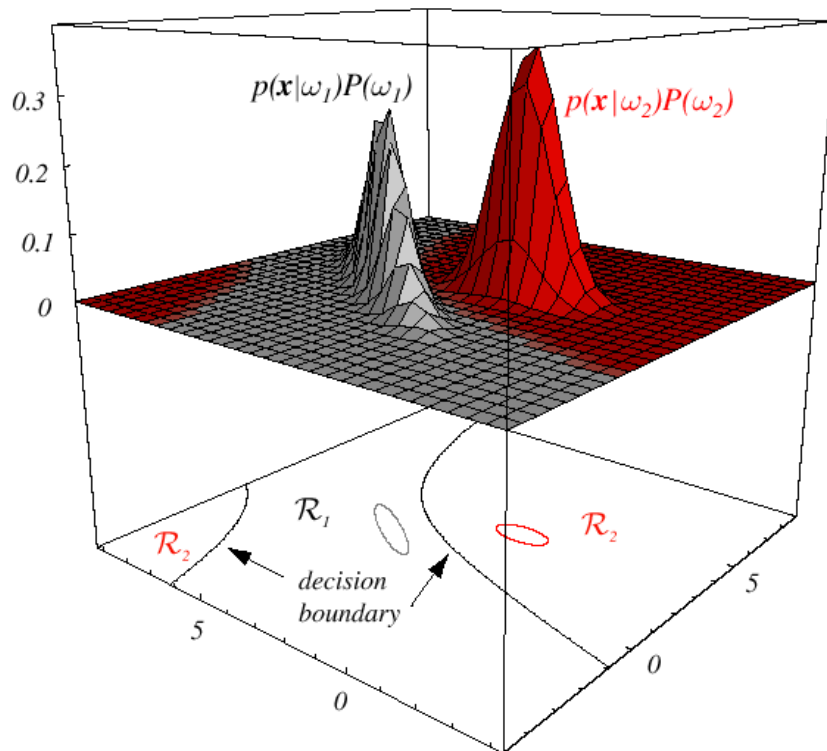 p(x|ω₁)P(ω₁)
p(x|ω₂)P(ω₂)
0.3
0.2
0.1
0
R₂
R₁
R₂
decision
boundary
5
0
5
0